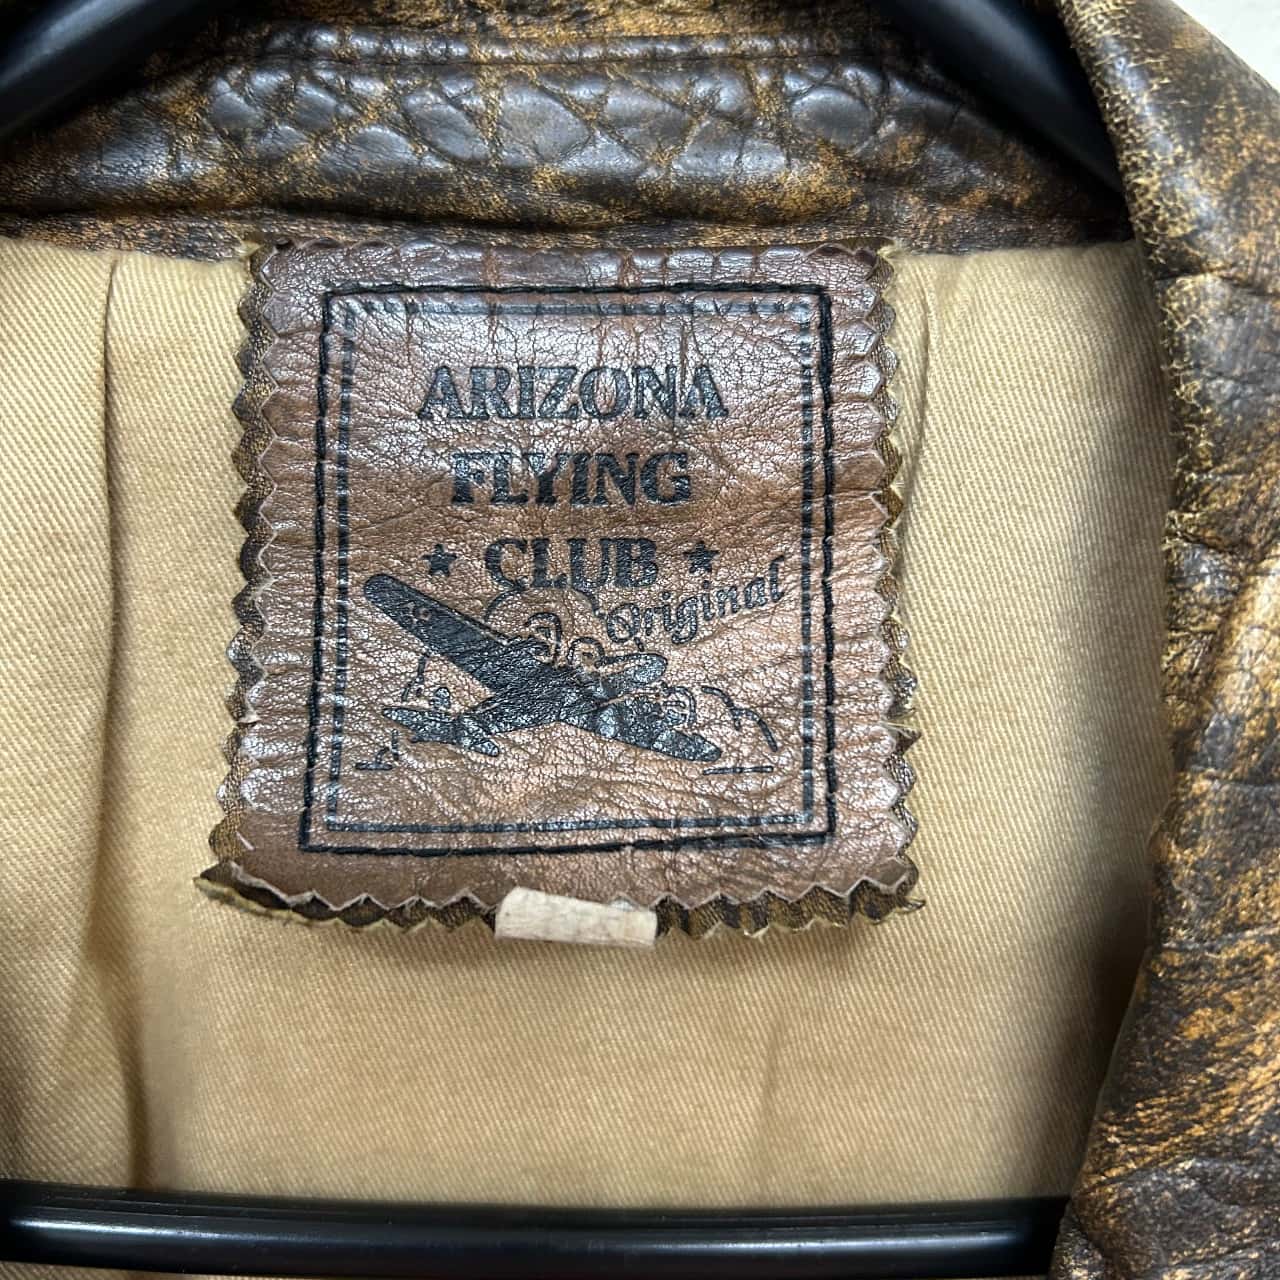 ARIZONA
FLYING
★ CLUB ★
Original